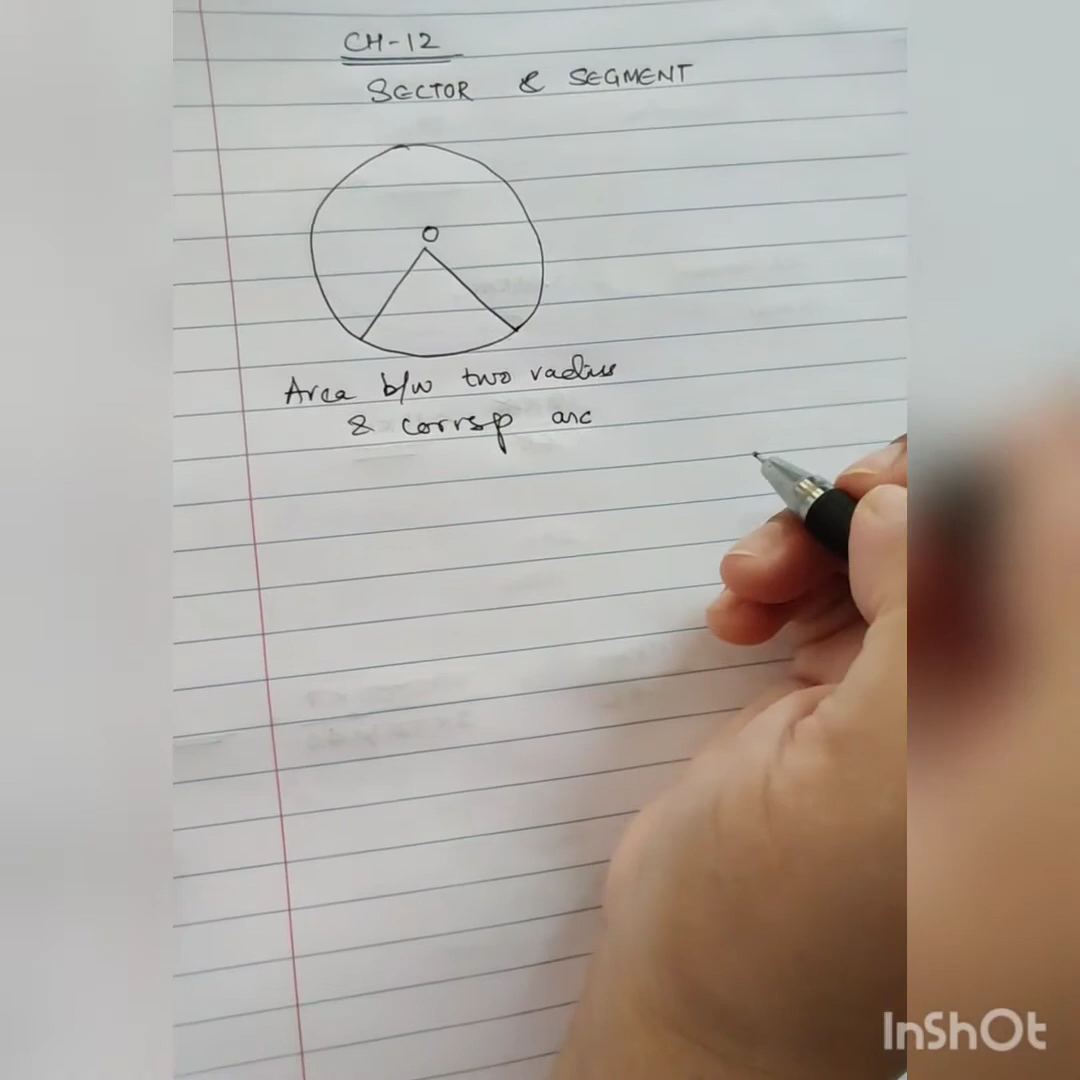 CH-12
SECTOR & SEGMENT
O
Area b/w two radius
& corrsp arc
InShOt